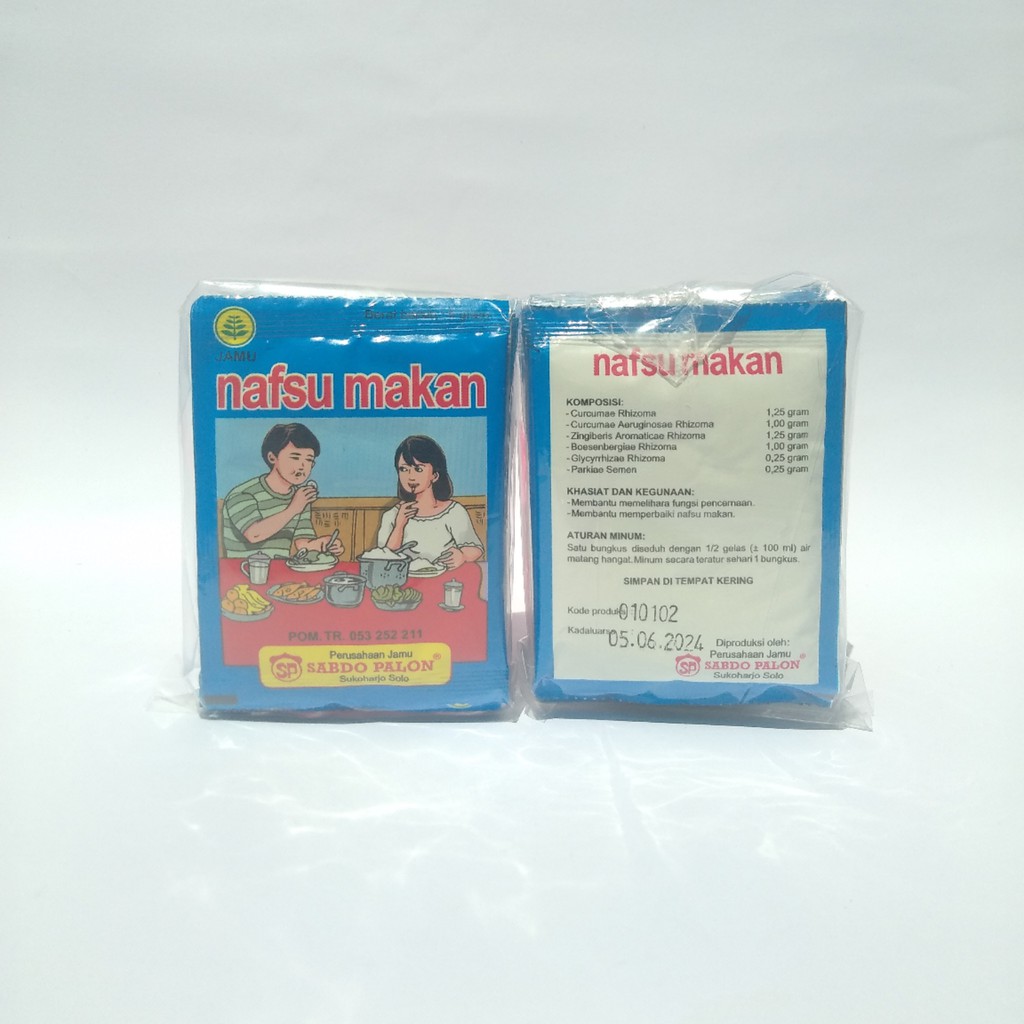 JAMU
nafsu makan
POM. TR. 053 252 211
Perusahaan Jamu
SP SABDO PALON®
Sukoharjo Solo
nafsu makan
KOMPOSISI:
- Curcumae Rhizoma 1,25 gram
- Curcumae Aeruginosae Rhizoma 1,00 gram
- Zingiberis Aromaticae Rhizoma 1,25 gram
- Boesenbergiae Rhizoma 1,00 gram
- Glycyrrhizae Rhizoma 0,25 gram
- Parkiae Semen 0,25 gram
KHASIAT DAN KEGUNAAN:
- Membantu memelihara fungsi pencernaan.
- Membantu memperbaiki nafsu makan.
ATURAN MINUM:
Satu bungkus diseduh dengan 1/2 gelas (± 100 ml) air
matang hangat. Minum secara teratur sehari 1 bungkus.
SIMPAN DI TEMPAT KERING
Kode produksi 010102
Kadaluarsa 05.06.2024
Diproduksi oleh:
Perusahaan Jamu
SP SABDO PALON®
Sukoharjo Solo